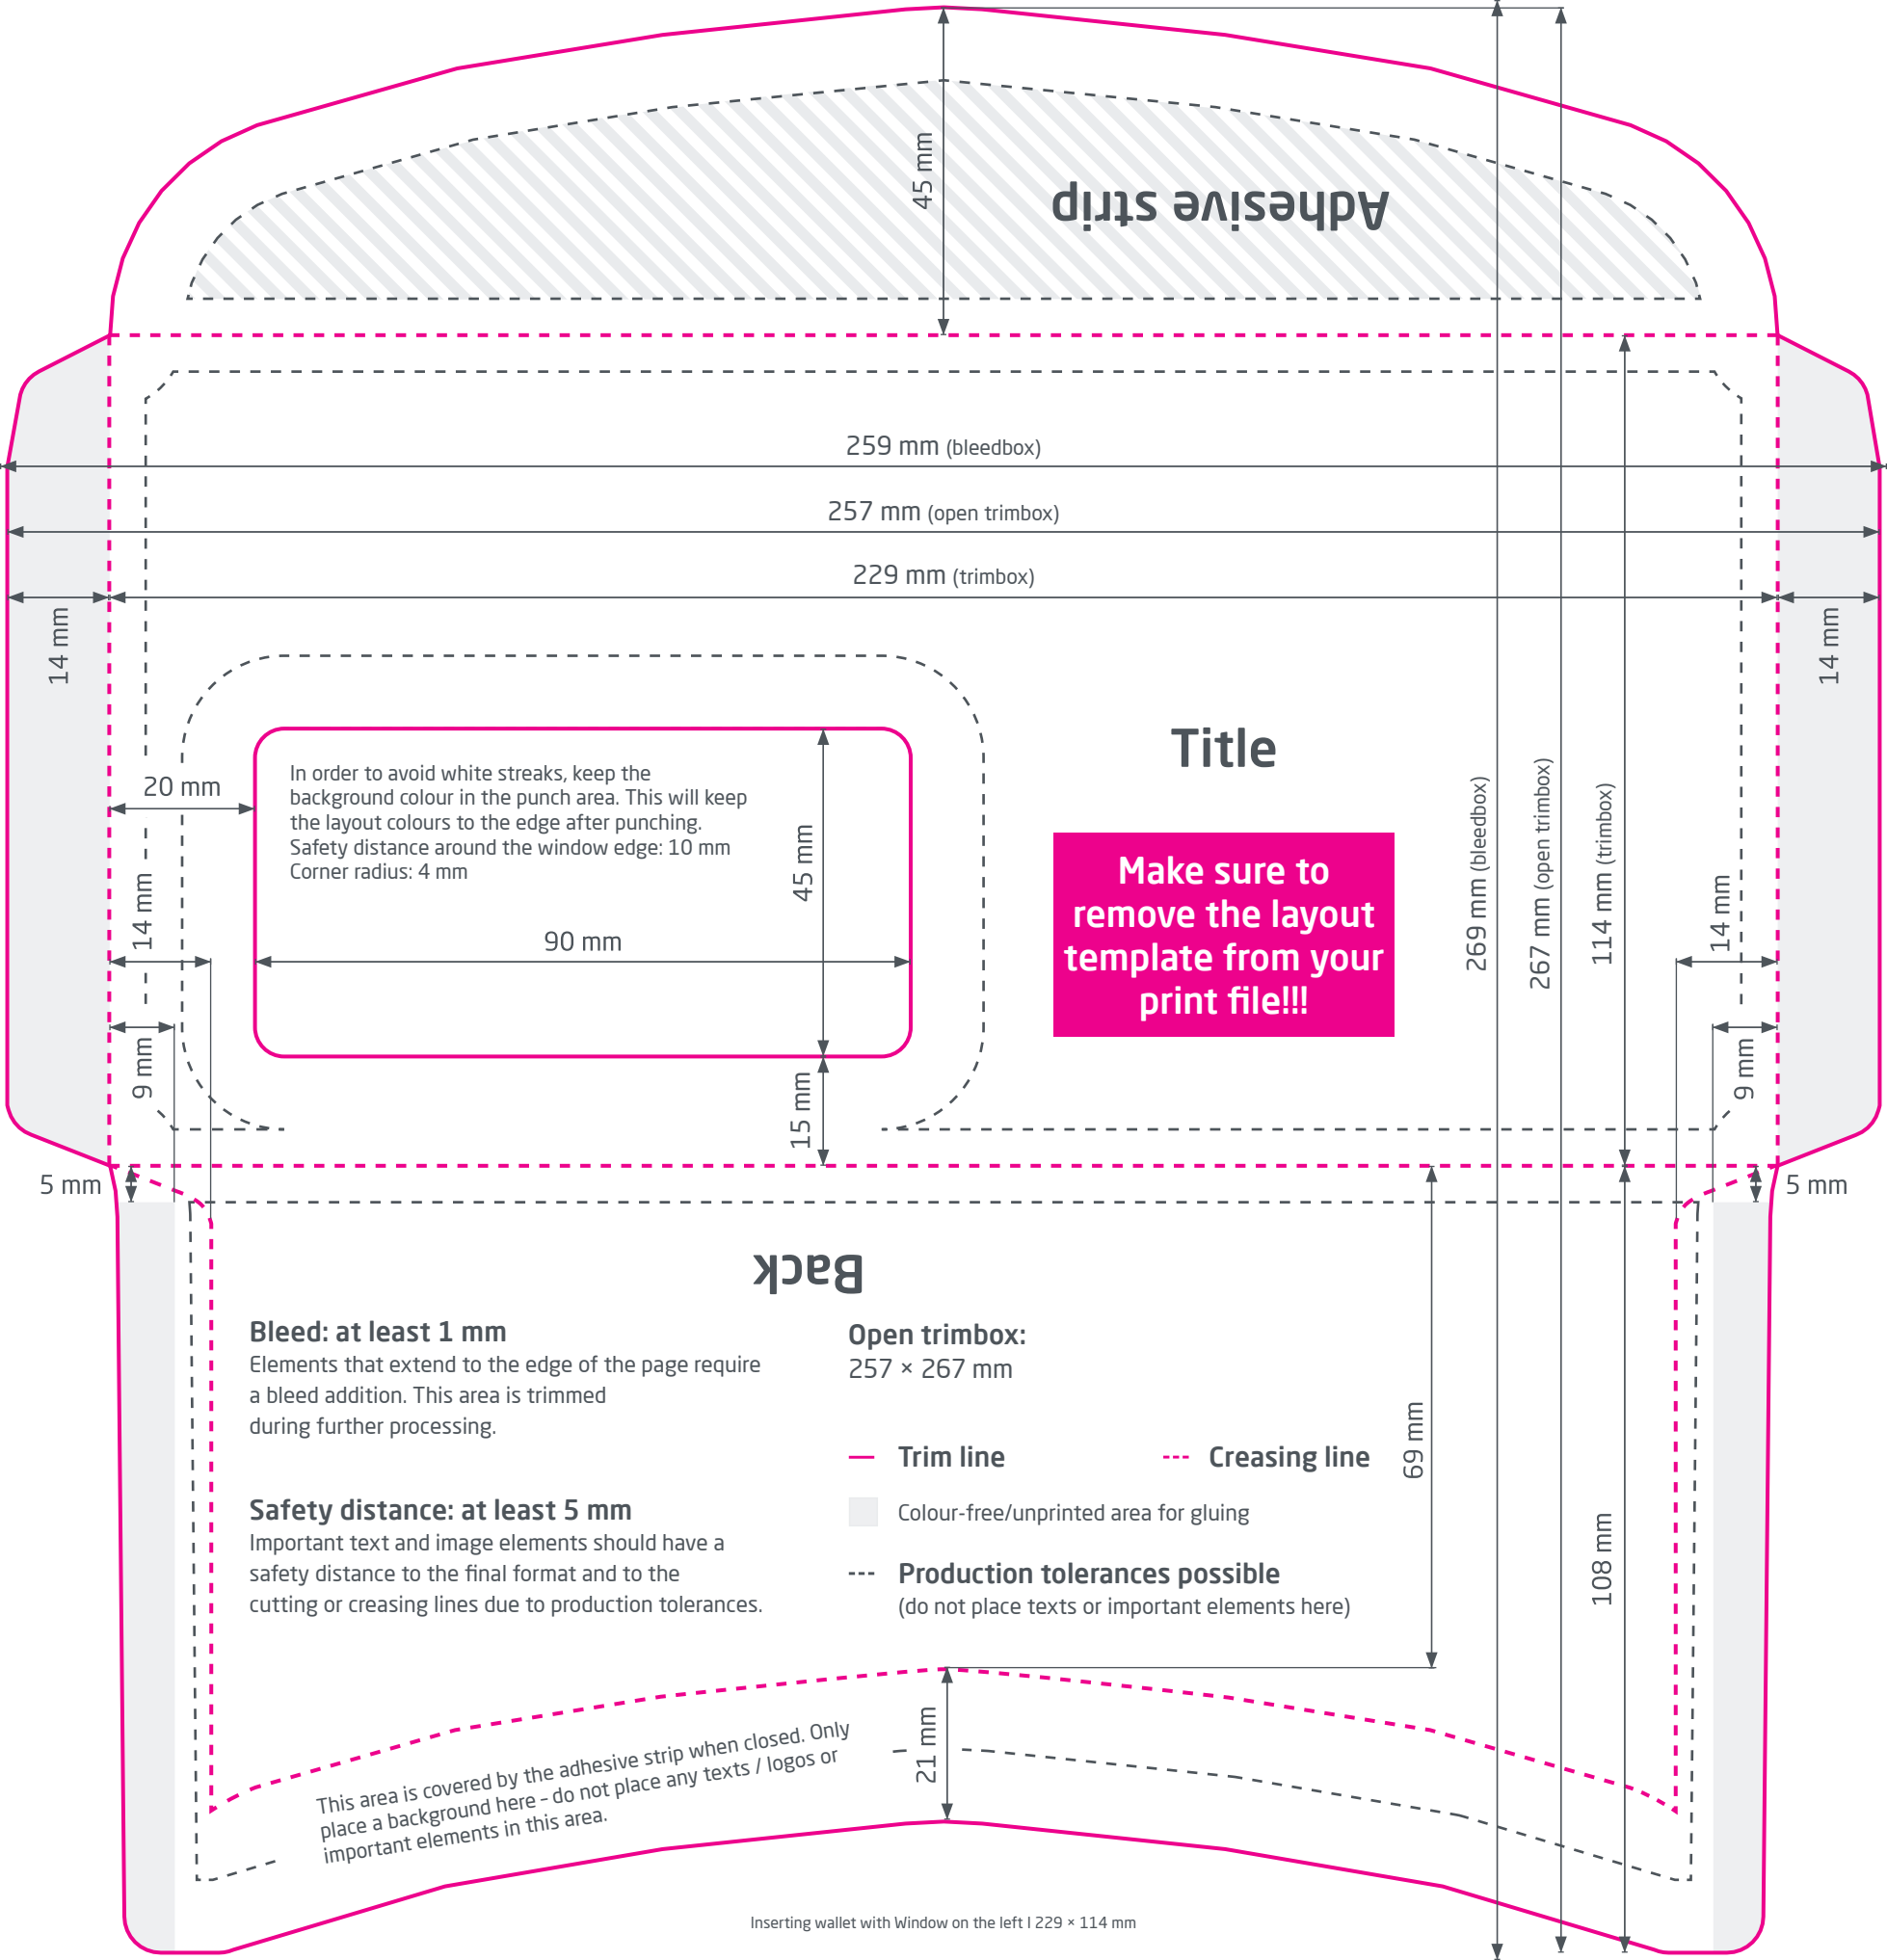 45 mm
Adhesive strip
259 mm (bleedbox)
257 mm (open trimbox)
229 mm (trimbox)
14 mm
14 mm
Title
20 mm
In order to avoid white streaks, keep the
background colour in the punch area. This will keep
the layout colours to the edge after punching.
Safety distance around the window edge: 10 mm
Corner radius: 4 mm
45 mm
90 mm
Make sure to
remove the layout
template from your
print file!!!
269 mm (bleedbox)
267 mm (open trimbox)
114 mm (trimbox)
14 mm
14 mm
9 mm
9 mm
15 mm
5 mm
5 mm
Back
Bleed: at least 1 mm
Elements that extend to the edge of the page require
a bleed addition. This area is trimmed
during further processing.
Safety distance: at least 5 mm
Important text and image elements should have a
safety distance to the final format and to the
cutting or creasing lines due to production tolerances.
Open trimbox:
257 × 267 mm
Trim line
Creasing line
Colour-free/unprinted area for gluing
Production tolerances possible
(do not place texts or important elements here)
69 mm
108 mm
21 mm
This area is covered by the adhesive strip when closed. Only
place a background here – do not place any texts / logos or
important elements in this area.
Inserting wallet with Window on the left I 229 × 114 mm